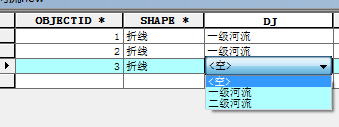 OBJECTID * SHAPE * DJ
1 折线 一级河流
2 折线 一级河流
3 折线 <空>
<空>
一级河流
二级河流